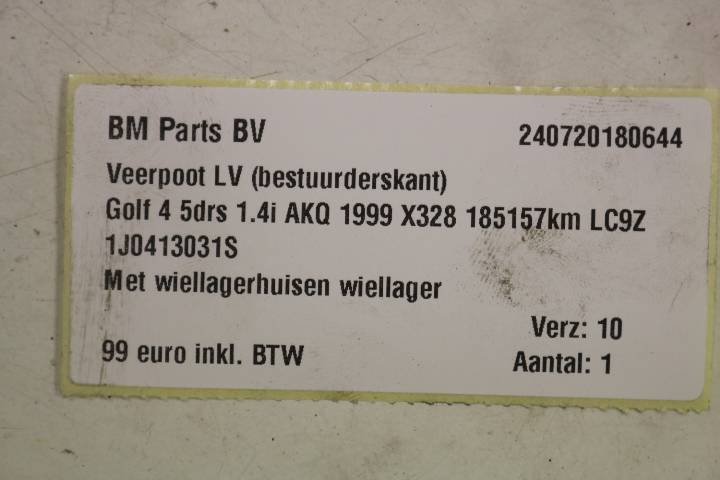 BM Parts BV 240720180644
Veerpoot LV (bestuurderskant)
Golf 4 5drs 1.4i AKQ 1999 X328 185157km LC9Z
1J0413031S
Met wiellagerhuisen wiellager
Verz: 10
99 euro inkl. BTW Aantal: 1